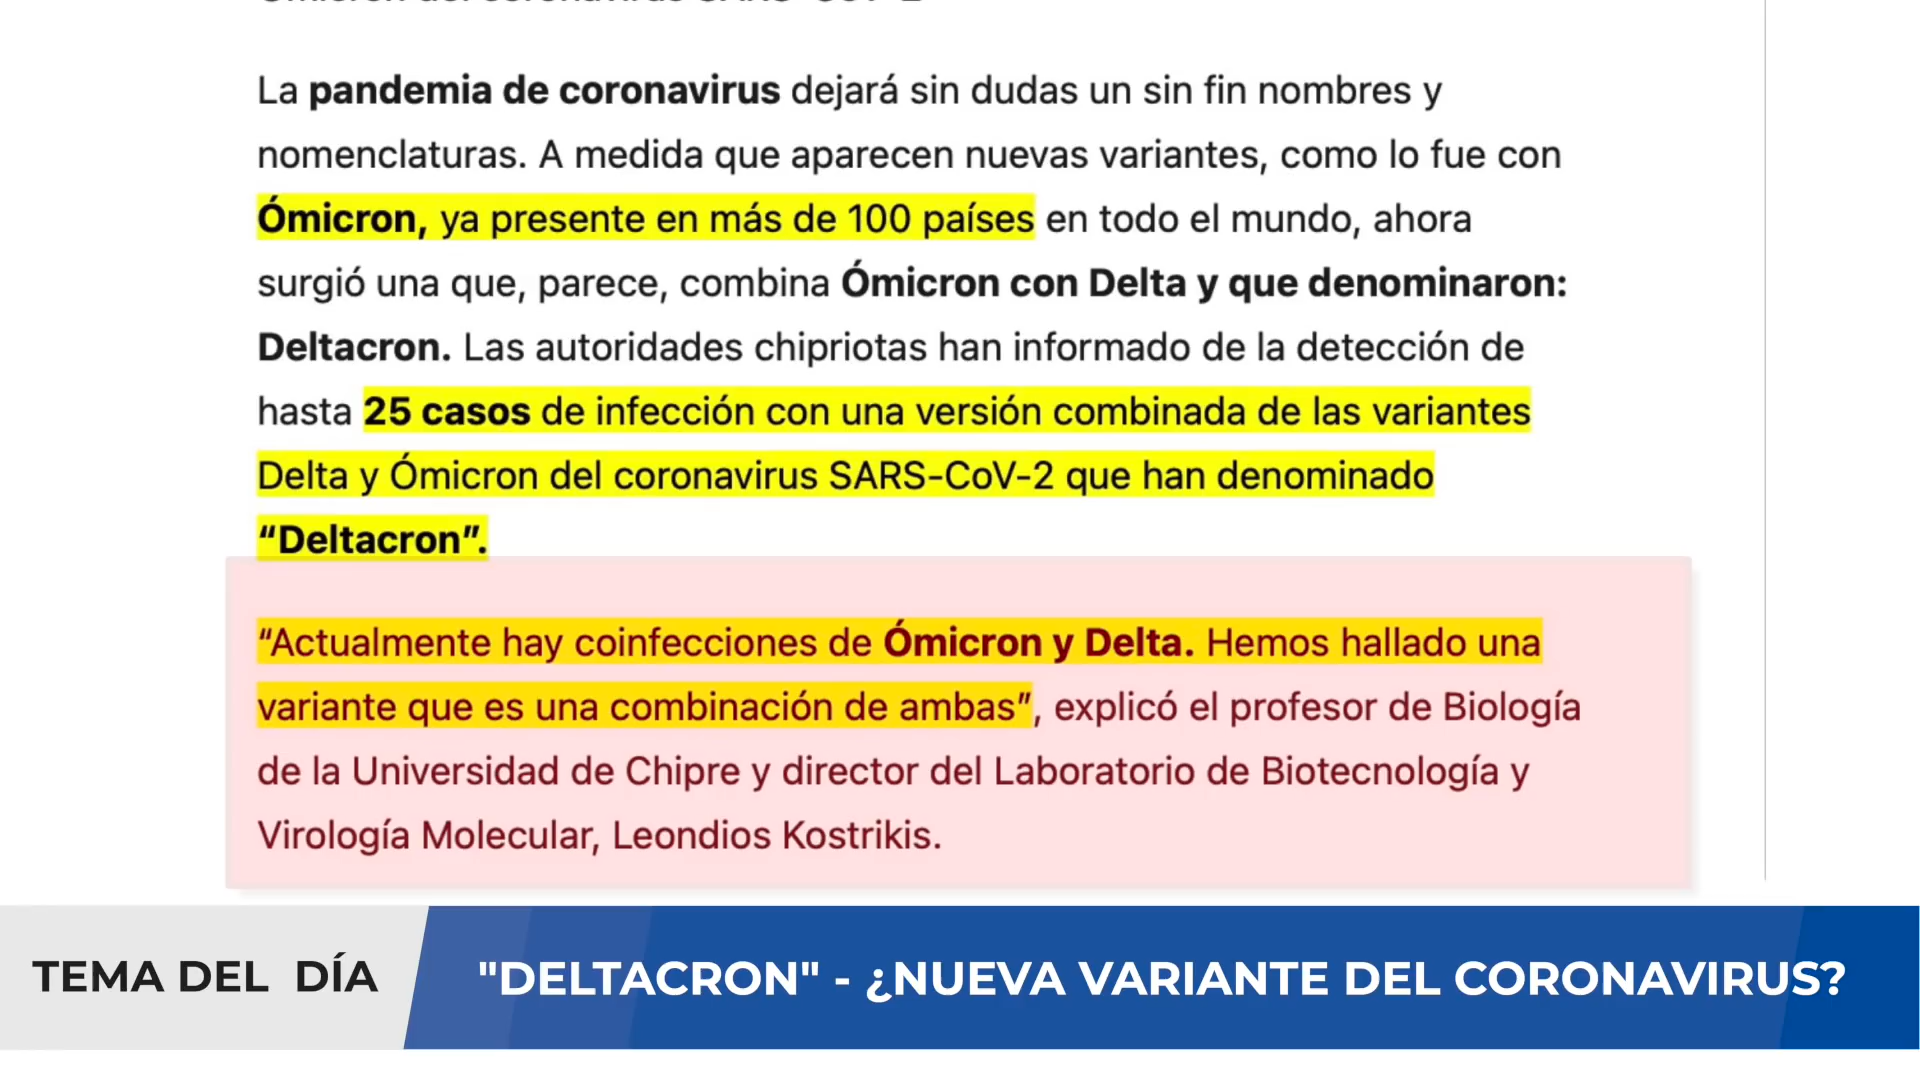 La pandemia de coronavirus dejará sin dudas un sin fin nombres y
nomenclaturas. A medida que aparecen nuevas variantes, como lo fue con
Ómicron, ya presente en más de 100 países en todo el mundo, ahora
surgió una que, parece, combina Ómicron con Delta y que denominaron:
Deltacron. Las autoridades chipriotas han informado de la detección de
hasta 25 casos de infección con una versión combinada de las variantes
Delta y Ómicron del coronavirus SARS-CoV-2 que han denominado
“Deltacron”.
“Actualmente hay coinfecciones de Ómicron y Delta. Hemos hallado una
variante que es una combinación de ambas”, explicó el profesor de Biología
de la Universidad de Chipre y director del Laboratorio de Biotecnología y
Virología Molecular, Leondios Kostrikis.
TEMA DEL DÍA
"DELTACRON" - ¿NUEVA VARIANTE DEL CORONAVIRUS?